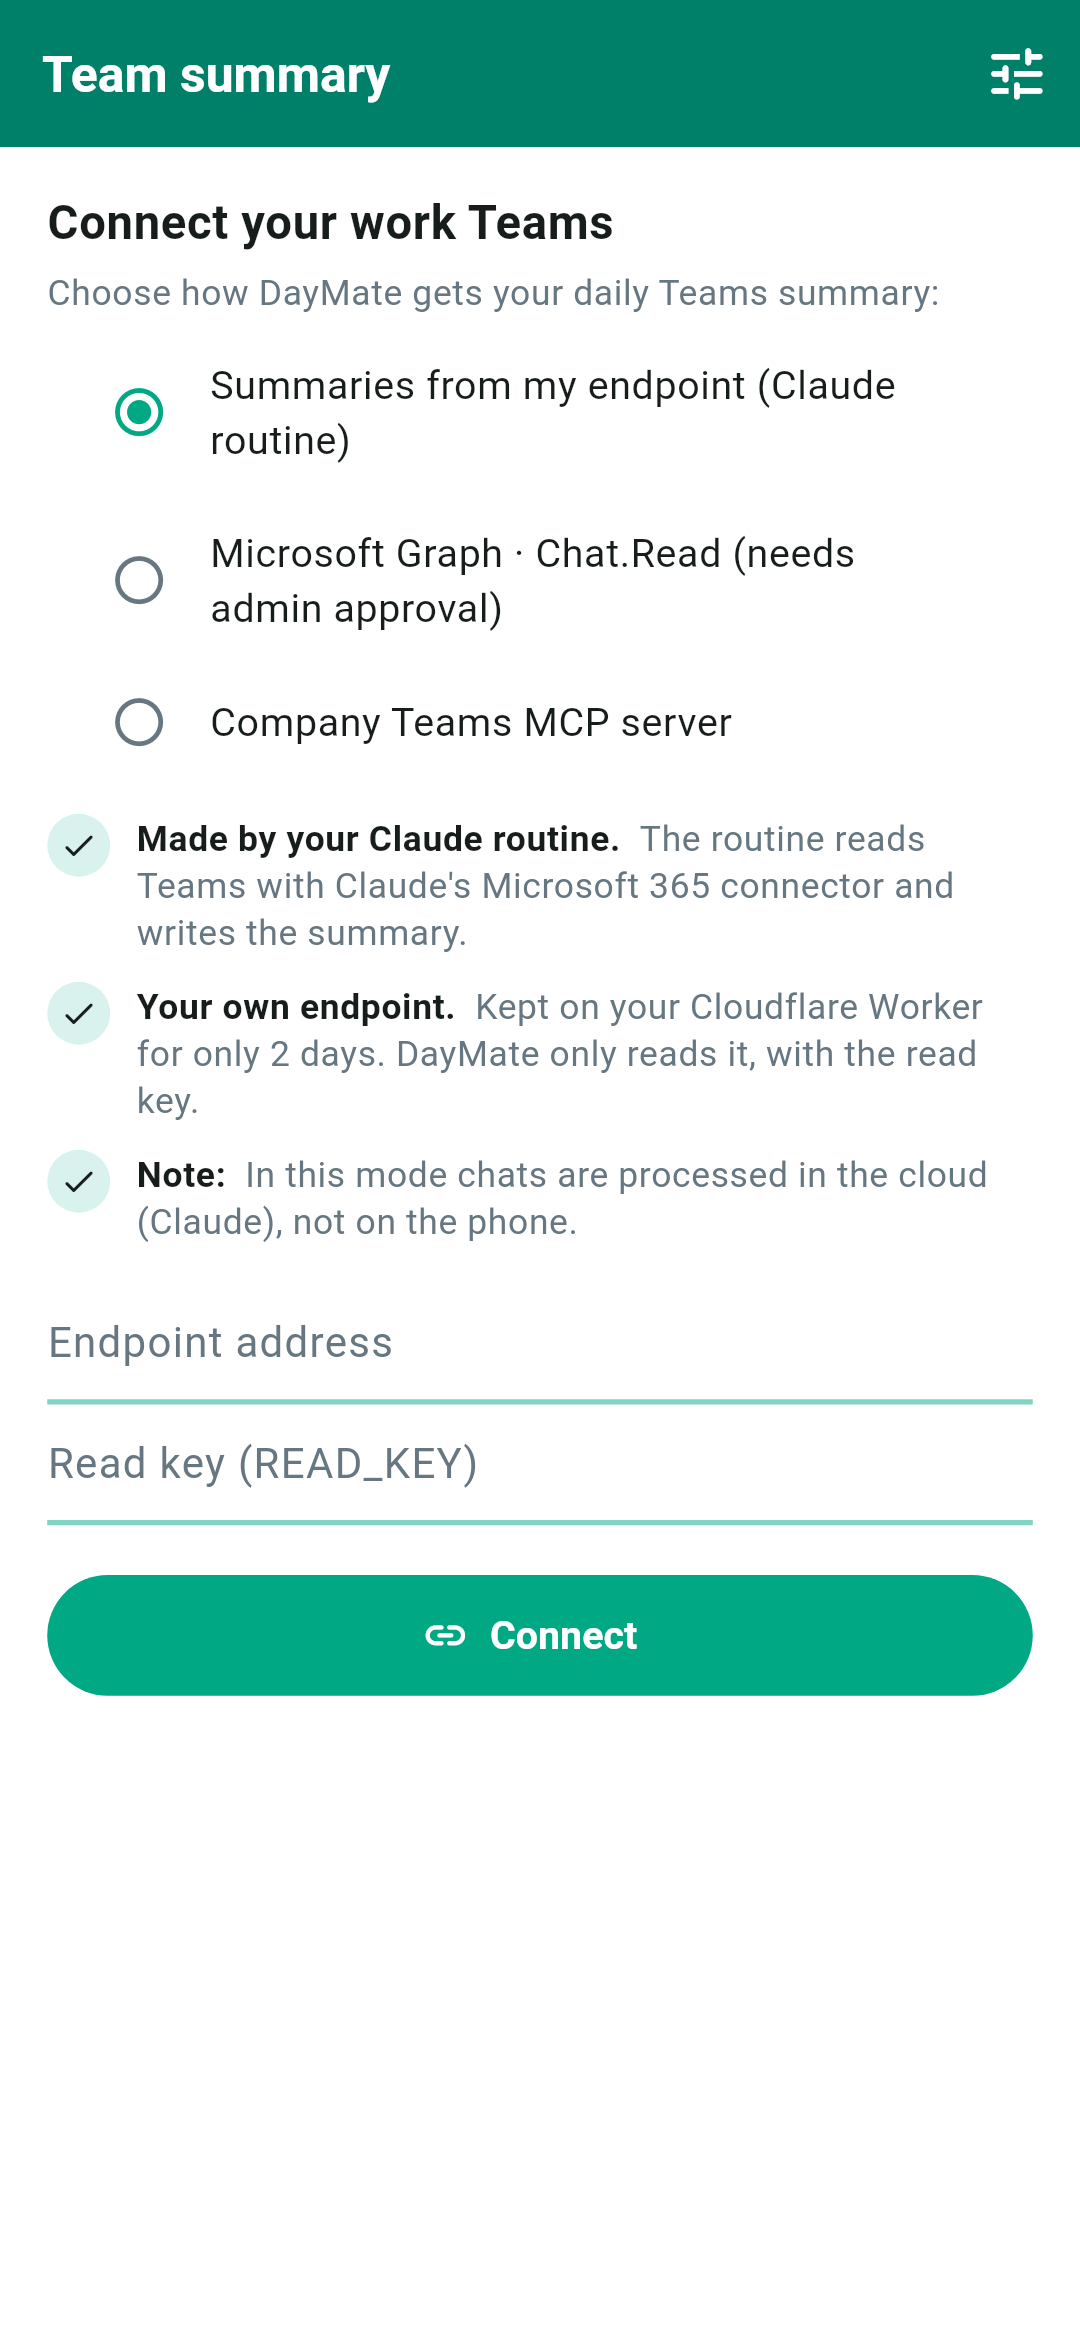 Team summary
Connect your work Teams
Choose how DayMate gets your daily Teams summary:
Summaries from my endpoint (Claude
routine)
Microsoft Graph · Chat.Read (needs
admin approval)
Company Teams MCP server
Made by your Claude routine. The routine reads
Teams with Claude's Microsoft 365 connector and
writes the summary.
Your own endpoint. Kept on your Cloudflare Worker
for only 2 days. DayMate only reads it, with the read
key.
Note: In this mode chats are processed in the cloud
(Claude), not on the phone.
Endpoint address
Read key (READ_KEY)
Connect